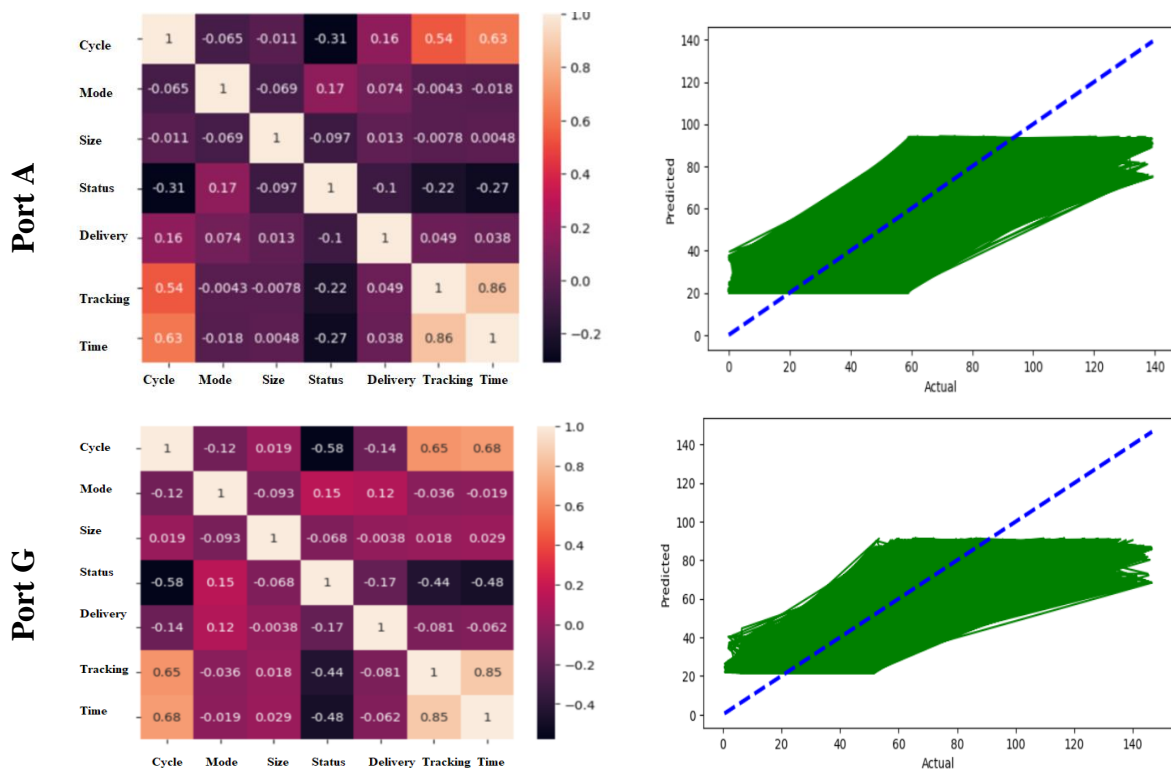 Port A
Cycle 1 -0.065 -0.011 -0.31 0.16 0.54 0.63
Mode -0.065 1 -0.069 0.17 0.074 -0.0043 -0.018
Size -0.011 -0.069 1 -0.097 0.013 -0.0078 0.0048
Status -0.31 0.17 -0.097 1 -0.1 -0.22 -0.27
Delivery 0.16 0.074 0.013 -0.1 1 0.049 0.038
Tracking 0.54 -0.0043 -0.0078 -0.22 0.049 1 0.86
Time 0.63 -0.018 0.0048 -0.27 0.038 0.86 1
Cycle Mode Size Status Delivery Tracking Time
1.0
0.8
0.6
0.4
0.2
0.0
−0.2
Predicted
140
120
100
80
60
40
20
0
0 20 40 60 80 100 120 140
Actual
Port G
Cycle 1 -0.12 0.019 -0.58 -0.14 0.65 0.68
Mode -0.12 1 -0.093 0.15 0.12 -0.036 -0.019
Size 0.019 -0.093 1 -0.068 -0.0038 0.018 0.029
Status -0.58 0.15 -0.068 1 -0.17 -0.44 -0.48
Delivery -0.14 0.12 -0.0038 -0.17 1 -0.081 -0.062
Tracking 0.65 -0.036 0.018 -0.44 -0.081 1 0.85
Time 0.68 -0.019 0.029 -0.48 -0.062 0.85 1
Cycle Mode Size Status Delivery Tracking Time
1.0
0.8
0.6
0.4
0.2
0.0
−0.2
−0.4
Predicted
140
120
100
80
60
40
20
0
0 20 40 60 80 100 120 140
Actual